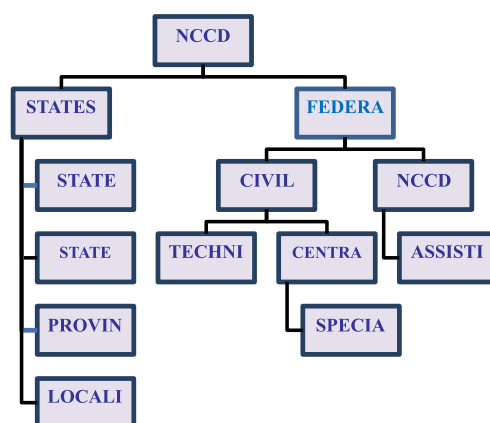 NCCD
STATES
FEDERA
STATE
CIVIL
NCCD
STATE
TECHNI
CENTRA
ASSISTI
PROVIN
SPECIA
LOCALI